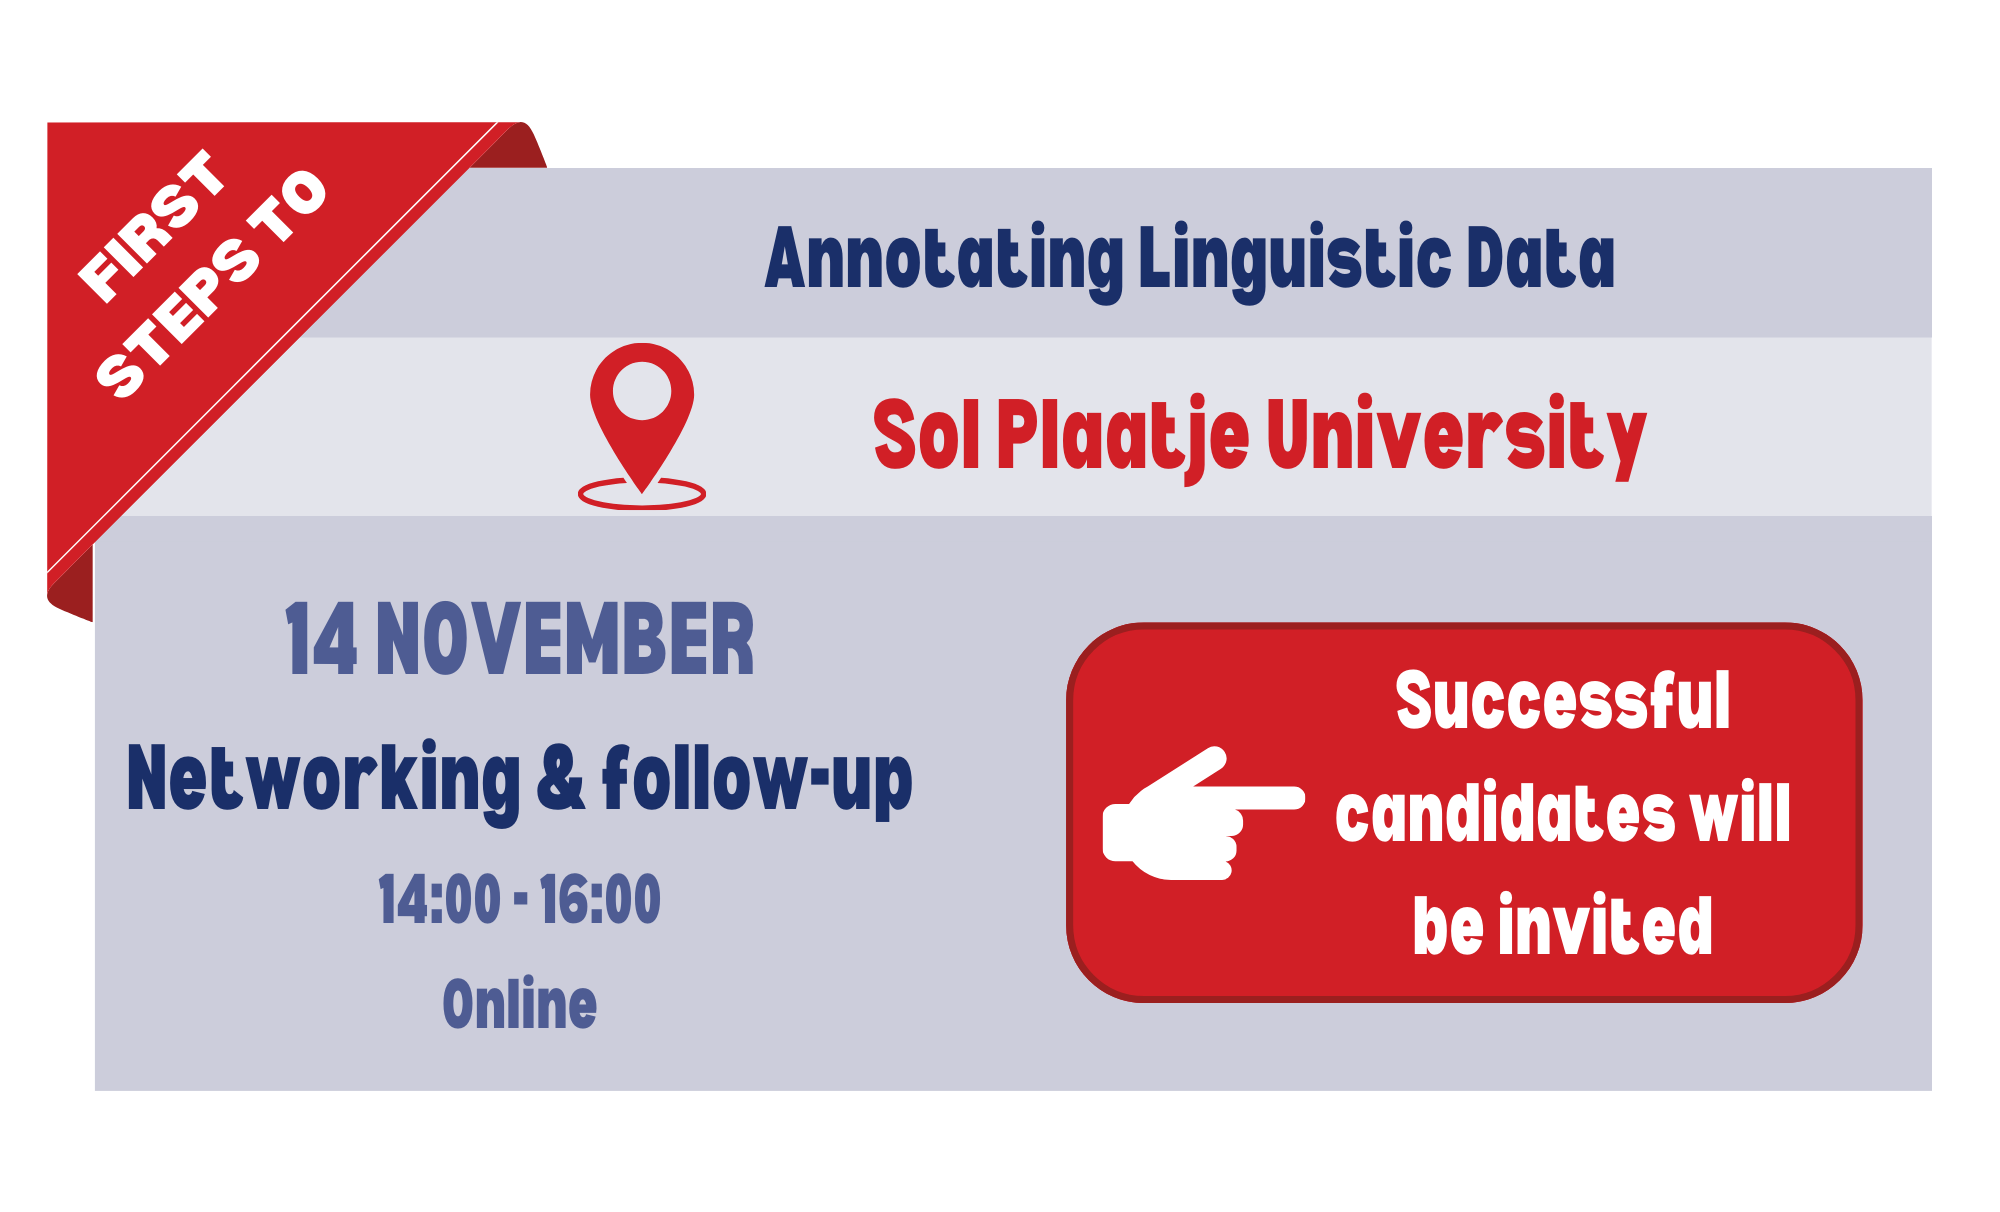 FIRST
STEPS TO
Annotating Linguistic Data
Sol Plaatje University
14 NOVEMBER
Networking & follow-up
14:00 - 16:00
Online
Successful
candidates will
be invited